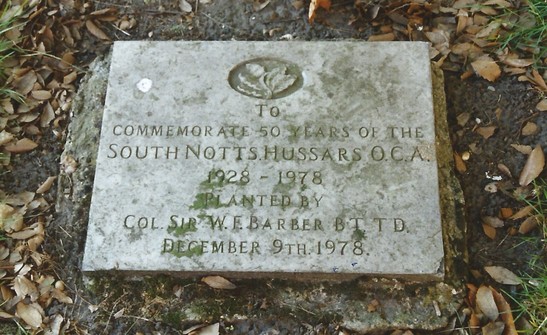 To
COMMEMORATE 50 YEARS OF THE
SOUTH NOTTS. HUSSARS O.C.A.
1928 - 1978
PLANTED BY
COL. SIR W.F. BARBER BT. T.D.
DECEMBER 9TH. 1978.